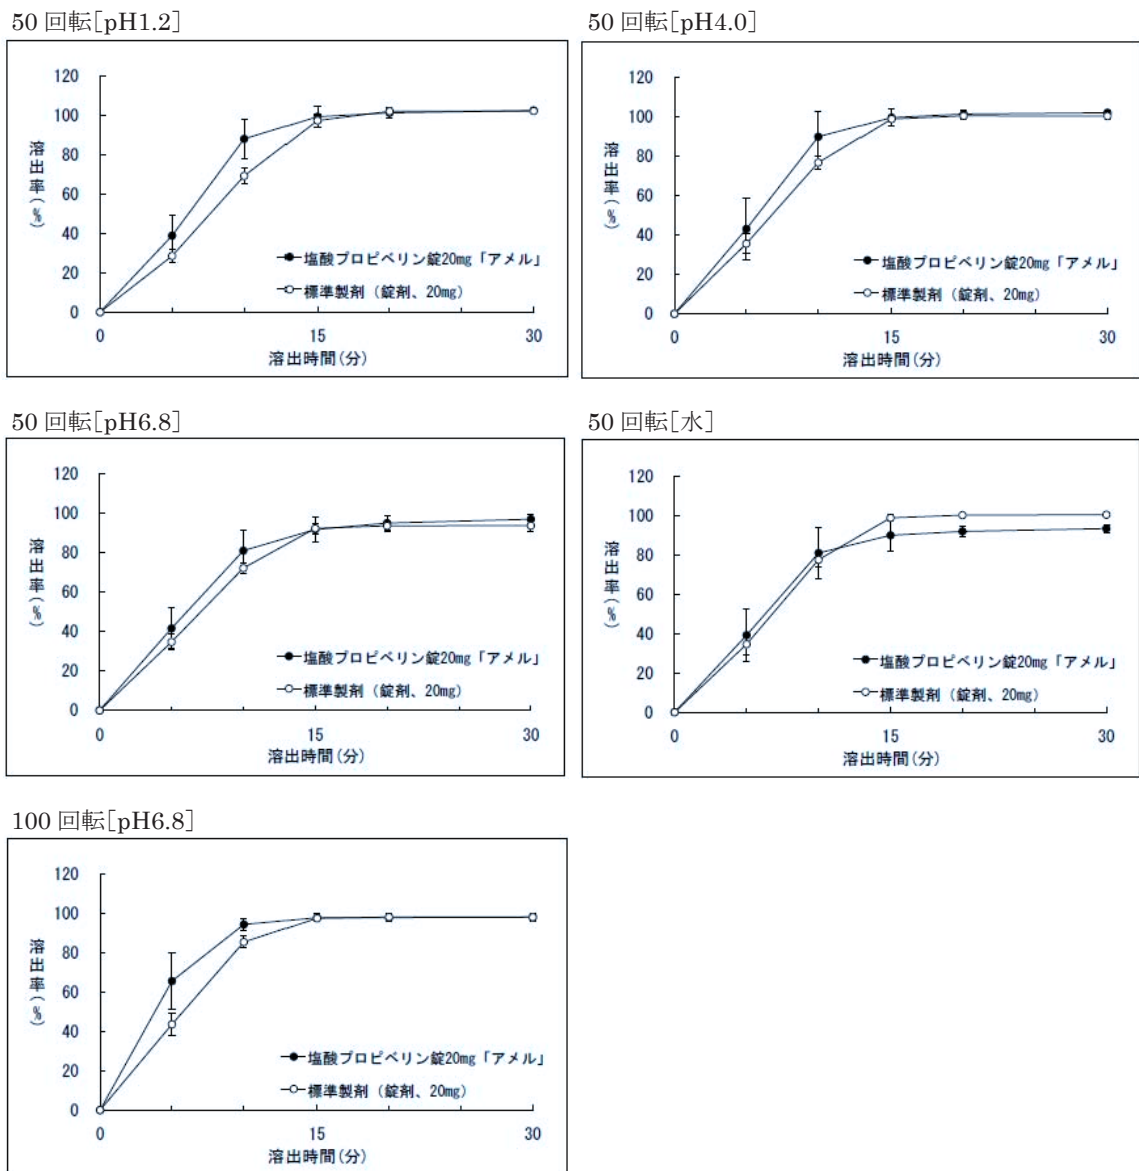 50 回転[pH1.2]
120
100
80
60
40
20
0
溶出率(%)
塩酸プロピベリン錠20mg「アメル」
標準製剤（錠剤、20mg）
0 15 30
溶出時間(分)
50 回転[pH4.0]
120
100
80
60
40
20
0
溶出率(%)
塩酸プロピベリン錠20mg「アメル」
標準製剤（錠剤、20mg）
0 15 30
溶出時間(分)
50 回転[pH6.8]
120
100
80
60
40
20
0
溶出率(%)
塩酸プロピベリン錠20mg「アメル」
標準製剤（錠剤、20mg）
0 15 30
溶出時間(分)
50 回転[水]
120
100
80
60
40
20
0
溶出率(%)
塩酸プロピベリン錠20mg「アメル」
標準製剤（錠剤、20mg）
0 15 30
溶出時間(分)
100 回転[pH6.8]
120
100
80
60
40
20
0
溶出率(%)
塩酸プロピベリン錠20mg「アメル」
標準製剤（錠剤、20mg）
0 15 30
溶出時間(分)